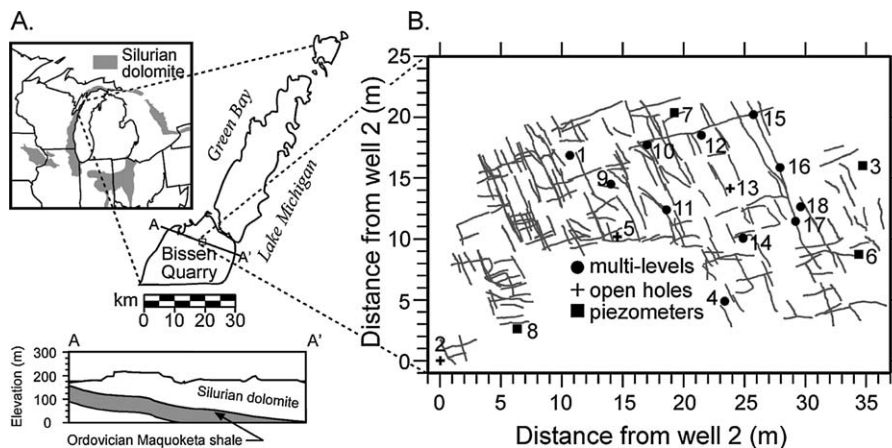 A.
Silurian
dolomite
Green Bay
Lake Michigan
A
A'
Bisseh
Quarry
km
0 10 20 30
A
A'
Elevation (m)
300
200
100
0
Silurian dolomite
Ordovician Maquoketa shale
B.
Distance from well 2 (m)
25
20
15
10
5
0
7
15
1
10
12
16
3
9
13
11
18
5
17
14
6
multi-levels
open holes
4
piezometers
8
2
0 5 10 15 20 25 30 35
Distance from well 2 (m)